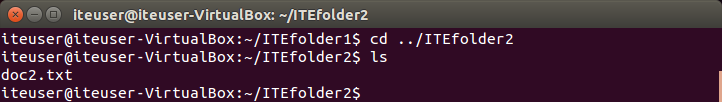 iteuser@iteuser-VirtualBox: ~/ITEfolder2
iteuser@iteuser-VirtualBox:~/ITEfolder1$ cd ../ITEfolder2
iteuser@iteuser-VirtualBox:~/ITEfolder2$ ls
doc2.txt
iteuser@iteuser-VirtualBox:~/ITEfolder2$